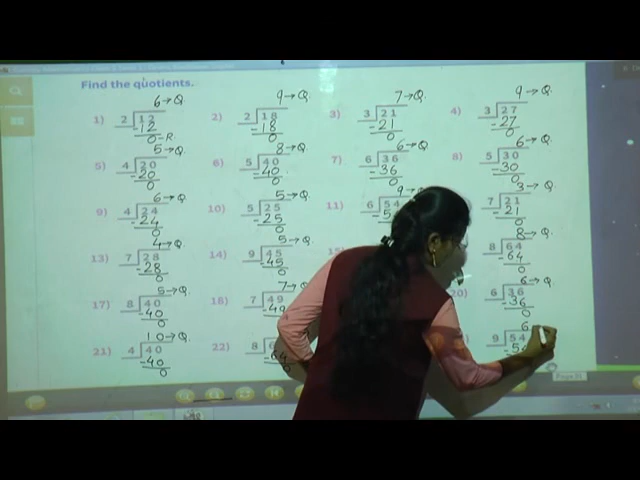 Find the quotients.
6→Q 9→Q. 7→Q. 9→Q.
1) 2 12 2) 2 18 3) 3 21 4) 3 27
-12 -18 -21 -27
0→R 0 0 0
5→Q. 8→Q. 6→Q. 6→Q.
5) 4 20 6) 5 40 7) 6 36 8) 5 30
-20 -40 -36 -30
0 0 0 0
6→Q. 5→Q. 9→Q 3→Q.
9) 4 24 10) 5 25 11) 6 54 7 21
-24 -25 -21
0 0 0
4→Q. 5→Q. 8→Q.
13) 7 28 14) 9 45 8 64
-28 -45 -64
0 0 0
5→Q. 7→Q 6→Q
17) 8 40 18) 7 49 20) 6 36
-40 -36
0 0
10→Q. 6
21) 4 40 22) 8 9 54
-40
0